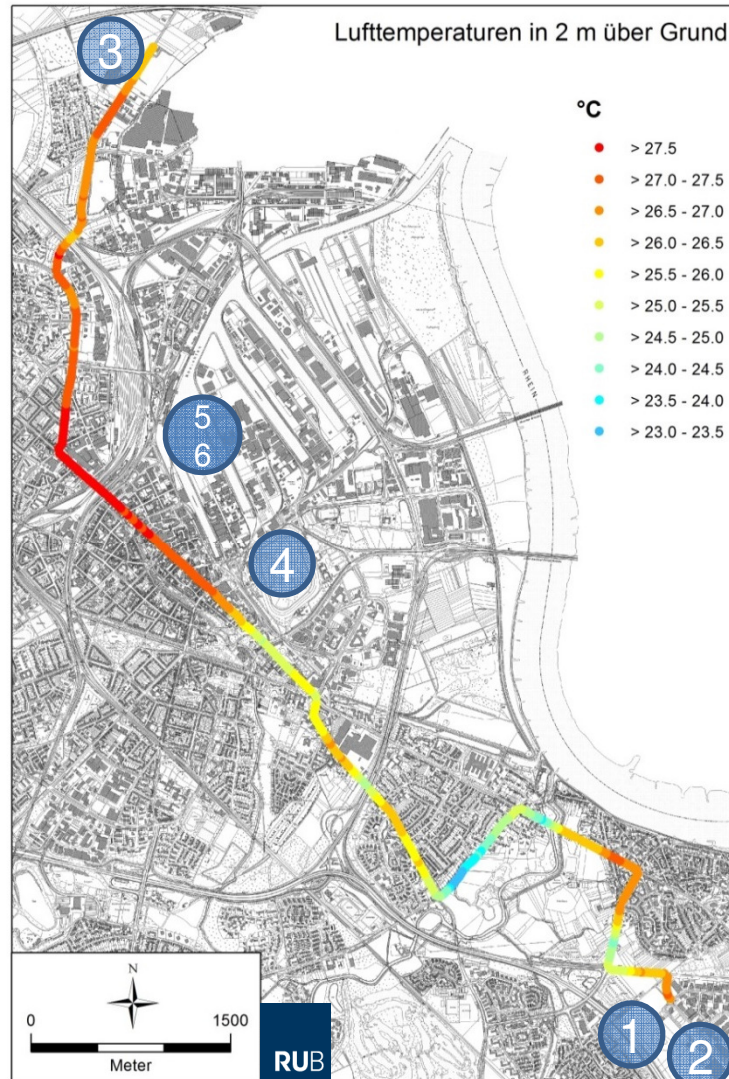 Lufttemperaturen in 2 m über Grund
3
°C
> 27.5
> 27.0 - 27.5
> 26.5 - 27.0
> 26.0 - 26.5
> 25.5 - 26.0
> 25.0 - 25.5
> 24.5 - 25.0
> 24.0 - 24.5
> 23.5 - 24.0
> 23.0 - 23.5
RHEIN
5
6
4
N
0 1500
Meter
RUB
1
2